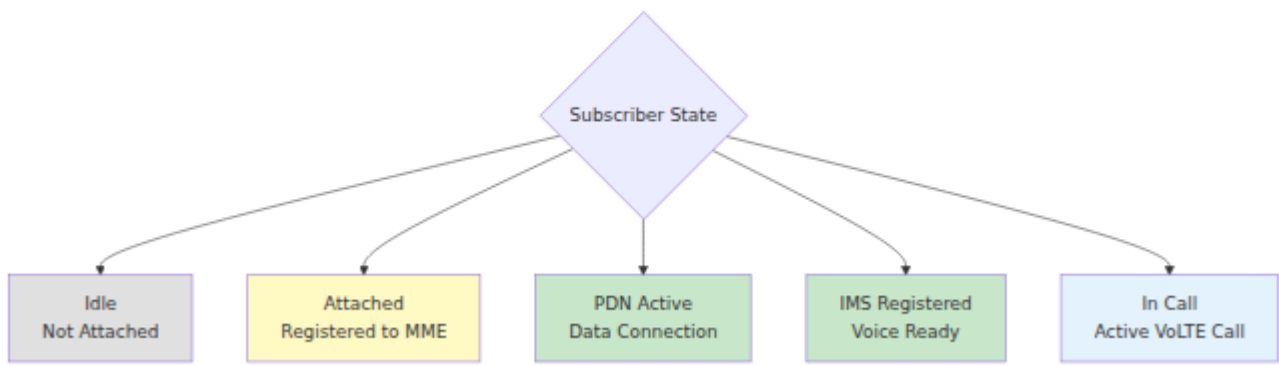 Subscriber State
Idle
Not Attached
Attached
Registered to MME
PDN Active
Data Connection
IMS Registered
Voice Ready
In Call
Active VoLTE Call